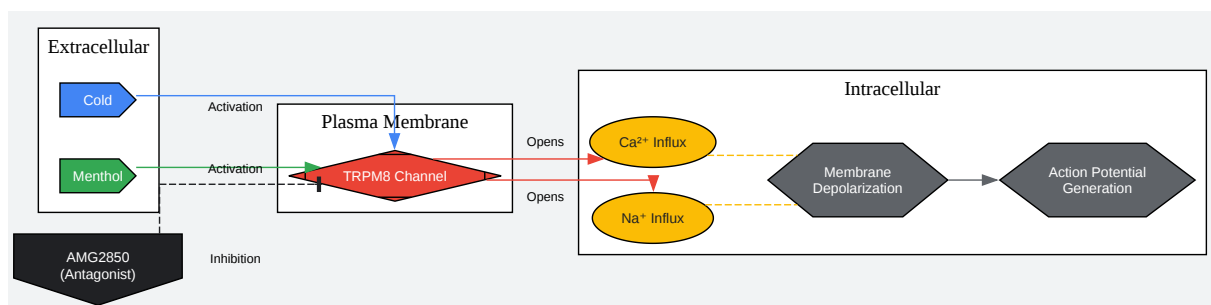 Extracellular
Cold
Menthol
AMG2850
(Antagonist)
Activation
Activation
Inhibition
Plasma Membrane
TRPM8 Channel
Opens
Opens
Intracellular
Ca²⁺ Influx
Na⁺ Influx
Membrane
Depolarization
Action Potential
Generation